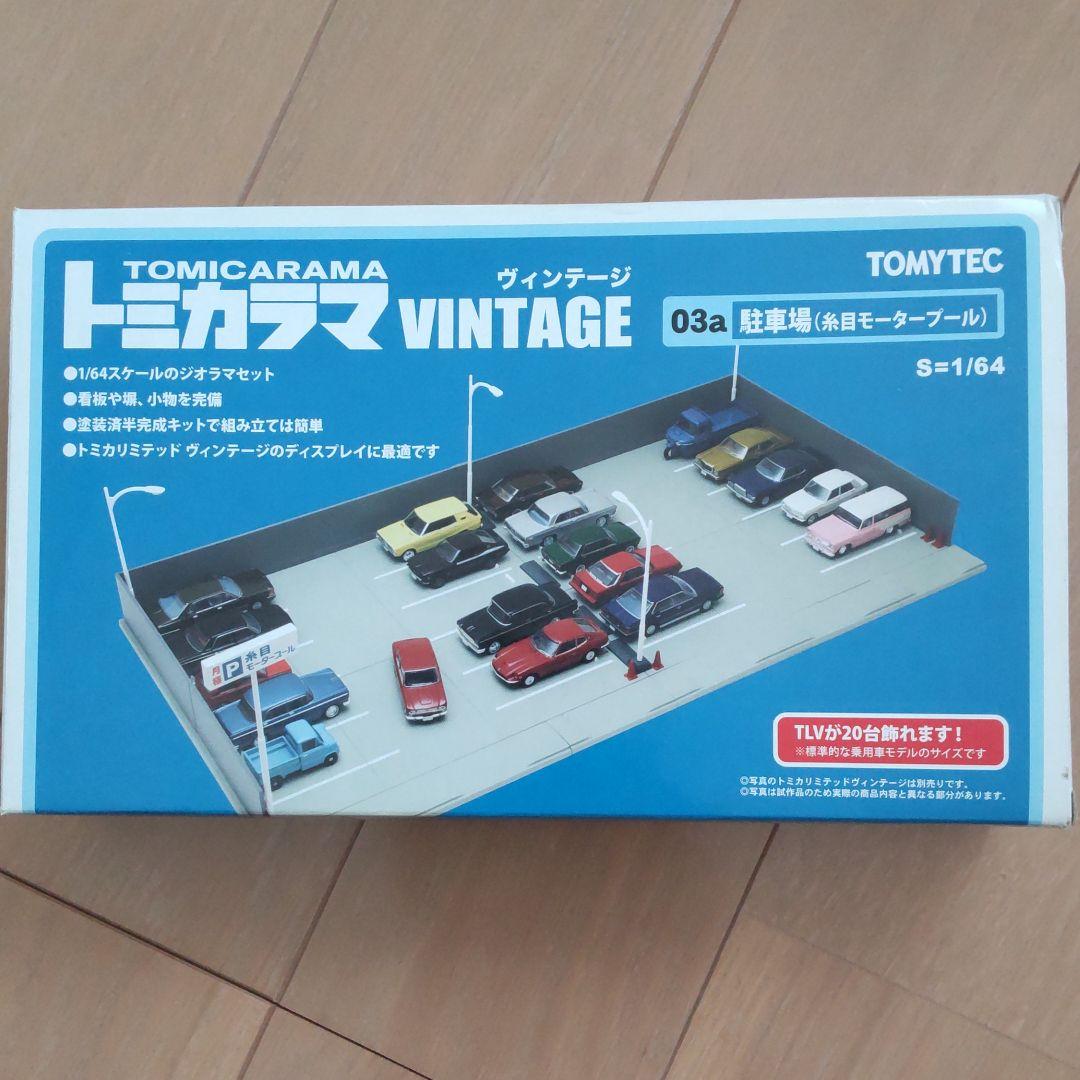 TOMICARAMA
トミカラマ
ヴィンテージ
VINTAGE
TOMYTEC
03a 駐車場(糸目モータープール)
S=1/64
●1/64スケールのジオラマセット
●看板や塀、小物を完備
●塗装済半完成キットで組み立ては簡単
●トミカリミテッド ヴィンテージのディスプレイに最適です
月極 P 糸目
モータープール
TLVが20台飾れます!
※標準的な乗用車モデルのサイズです
◎写真のトミカリミテッドヴィンテージは別売りです。
◎写真は試作品のため実際の商品内容と異なる部分があります。